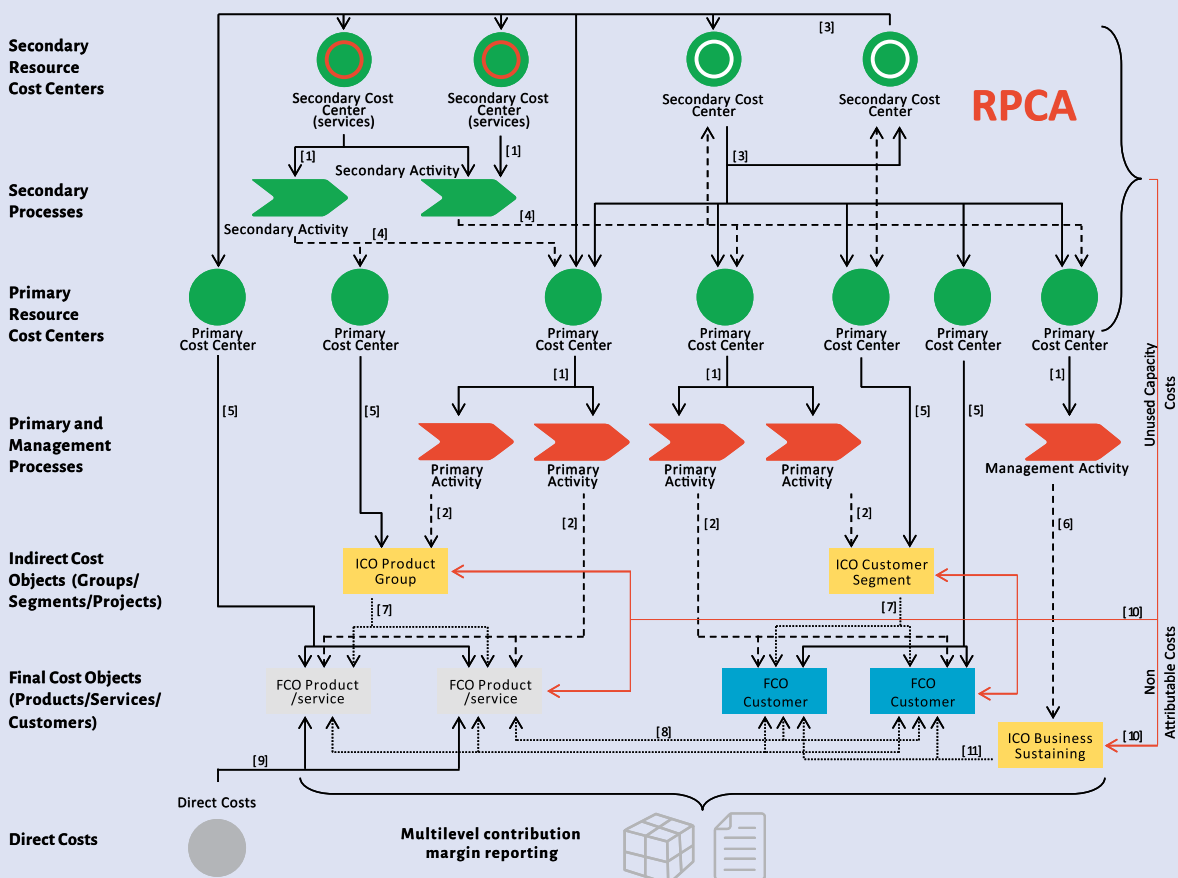 [3]
Secondary
Resource
Cost Centers
RPCA
Secondary Cost
Center
(services)
Secondary Cost
Center
(services)
Secondary Cost
Center
Secondary Cost
Center
[1]
[1]
[3]
Secondary Activity
Secondary
Processes
Secondary Activity
[4]
[4]
Primary
Resource
Cost Centers
Primary
Cost Center
Primary
Cost Center
Primary
Cost Center
Primary
Cost Center
Primary
Cost Center
Primary
Cost Center
Primary
Cost Center
[1]
[1]
[1]
Unused Capacity
Costs
[5]
[5]
[5]
[5]
Primary and
Management
Processes
Primary
Activity
Primary
Activity
Primary
Activity
Primary
Activity
Management Activity
[2]
[2]
[2]
[2]
[6]
Indirect Cost
Objects (Groups/
Segments/Projects)
ICO Product
Group
ICO Customer
Segment
[7]
[7]
[10]
Non
Attributable Costs
Final Cost Objects
(Products/Services/
Customers)
FCO Product
/service
FCO Product
/service
FCO
Customer
FCO
Customer
[8]
[10]
ICO Business
Sustaining
[11]
[9]
Direct Costs
Direct Costs
Multilevel contribution
margin reporting